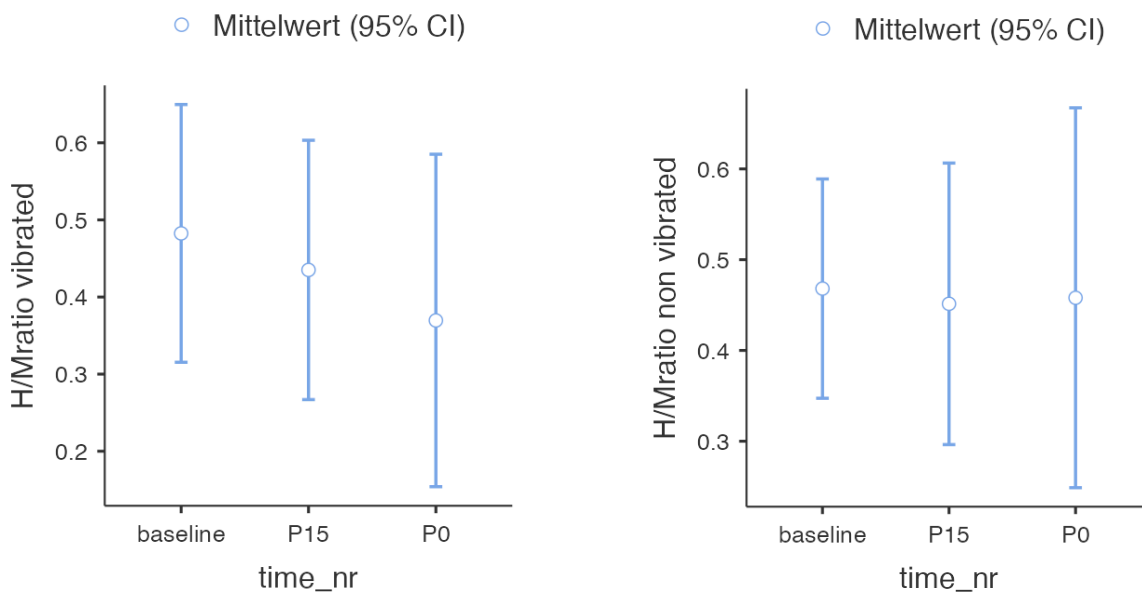 Mittelwert (95% CI)
H/Mratio vibrated
0.6
0.5
0.4
0.3
0.2
baseline P15 P0
time_nr
Mittelwert (95% CI)
H/Mratio non vibrated
0.6
0.5
0.4
0.3
baseline P15 P0
time_nr